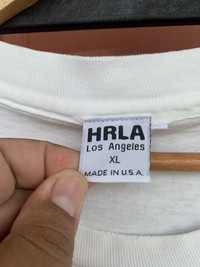 HRLA
Los Angeles
XL
MADE IN U.S.A.